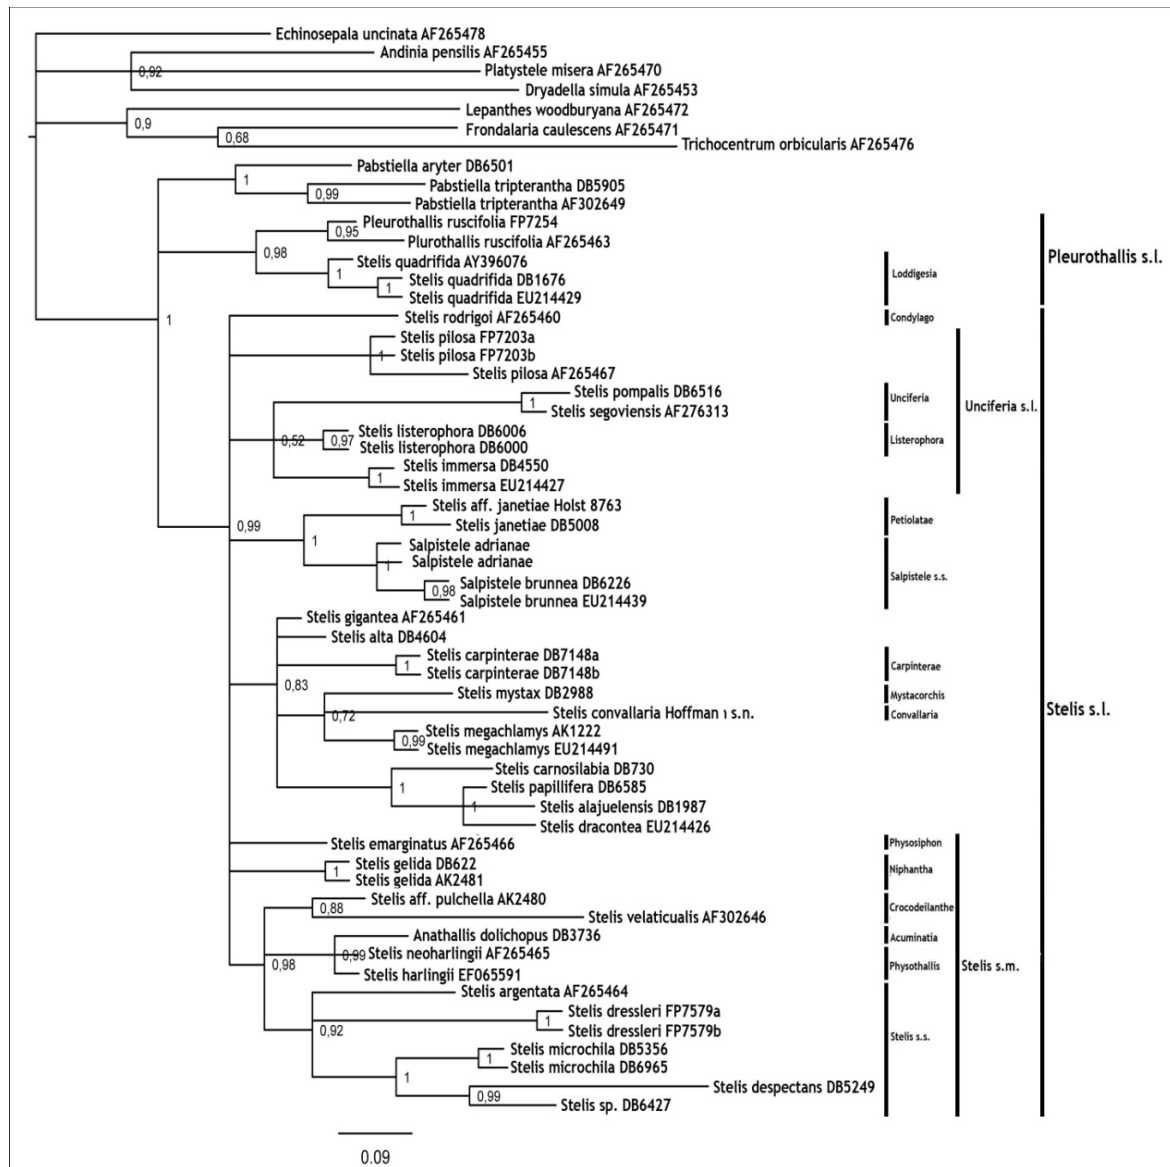 Echinosepala uncinata AF265478
Andinia pensilis AF265455
0,92
Platystele misera AF265470
Dryadella simula AF265453
Lepanthes woodburyana AF265472
0,9
Frondalaria caulescens AF265471
0,68
Trichocentrum orbicularis AF265476
Pabstiella aryter DB6501
1
Pabstiella tripterantha DB5905
0,99
Pabstiella tripterantha AF302649
Pleurothallis ruscifolia FP7254
0,95
Plurothallis ruscifolia AF265463
0,98
Pleurothallis s.l.
Stelis quadrifida AY396076
1
Loddigesia
Stelis quadrifida DB1676
1
Stelis quadrifida EU214429
1
Stelis rodrigoi AF265460
Condylago
Stelis pilosa FP7203a
Stelis pilosa FP7203b
1
Stelis pilosa AF265467
Stelis pompalis DB6516
1
Unciferia
Unciferia s.l.
Stelis segoviensis AF276313
Stelis listerophora DB6006
0,52
0,97
Listerophora
Stelis listerophora DB6000
Stelis immersa DB4550
1
Stelis immersa EU214427
Stelis aff. janetiae Holst 8763
1
Petiolatae
Stelis janetiae DB5008
0,99
1
Salpistele adrianae
Salpistele adrianae
1
Salpistele s.s.
Salpistele brunnea DB6226
0,98
Salpistele brunnea EU214439
Stelis gigantea AF265461
Stelis alta DB4604
Stelis carpinterae DB7148a
1
Carpinterae
Stelis carpinterae DB7148b
0,83
Stelis mystax DB2988
Mystacorchis
Stelis s.l.
0,72
Stelis convallaria Hoffman s.n.
Convallaria
Stelis megachlamys AK1222
0,99
Stelis megachlamys EU214491
Stelis carnosilabia DB730
1
Stelis papillifera DB6585
1
Stelis alajuelensis DB1987
Stelis dracontea EU214426
Stelis emarginatus AF265466
Physosiphon
Stelis gelida DB622
1
Niphantha
Stelis gelida AK2481
Stelis aff. pulchella AK2480
0,88
Crocodeilanthe
Stelis velaticualis AF302646
Anathallis dolichopus DB3736
Acuminatia
0,99
Stelis neoharlingii AF265465
0,98
Physothallis
Stelis s.m.
Stelis harlingii EF065591
Stelis argentata AF265464
Stelis dressleri FP7579a
1
0,92
Stelis dressleri FP7579b
Stelis s.s.
Stelis microchila DB5356
1
Stelis microchila DB6965
1
Stelis despectans DB5249
0,99
Stelis sp. DB6427
0.09